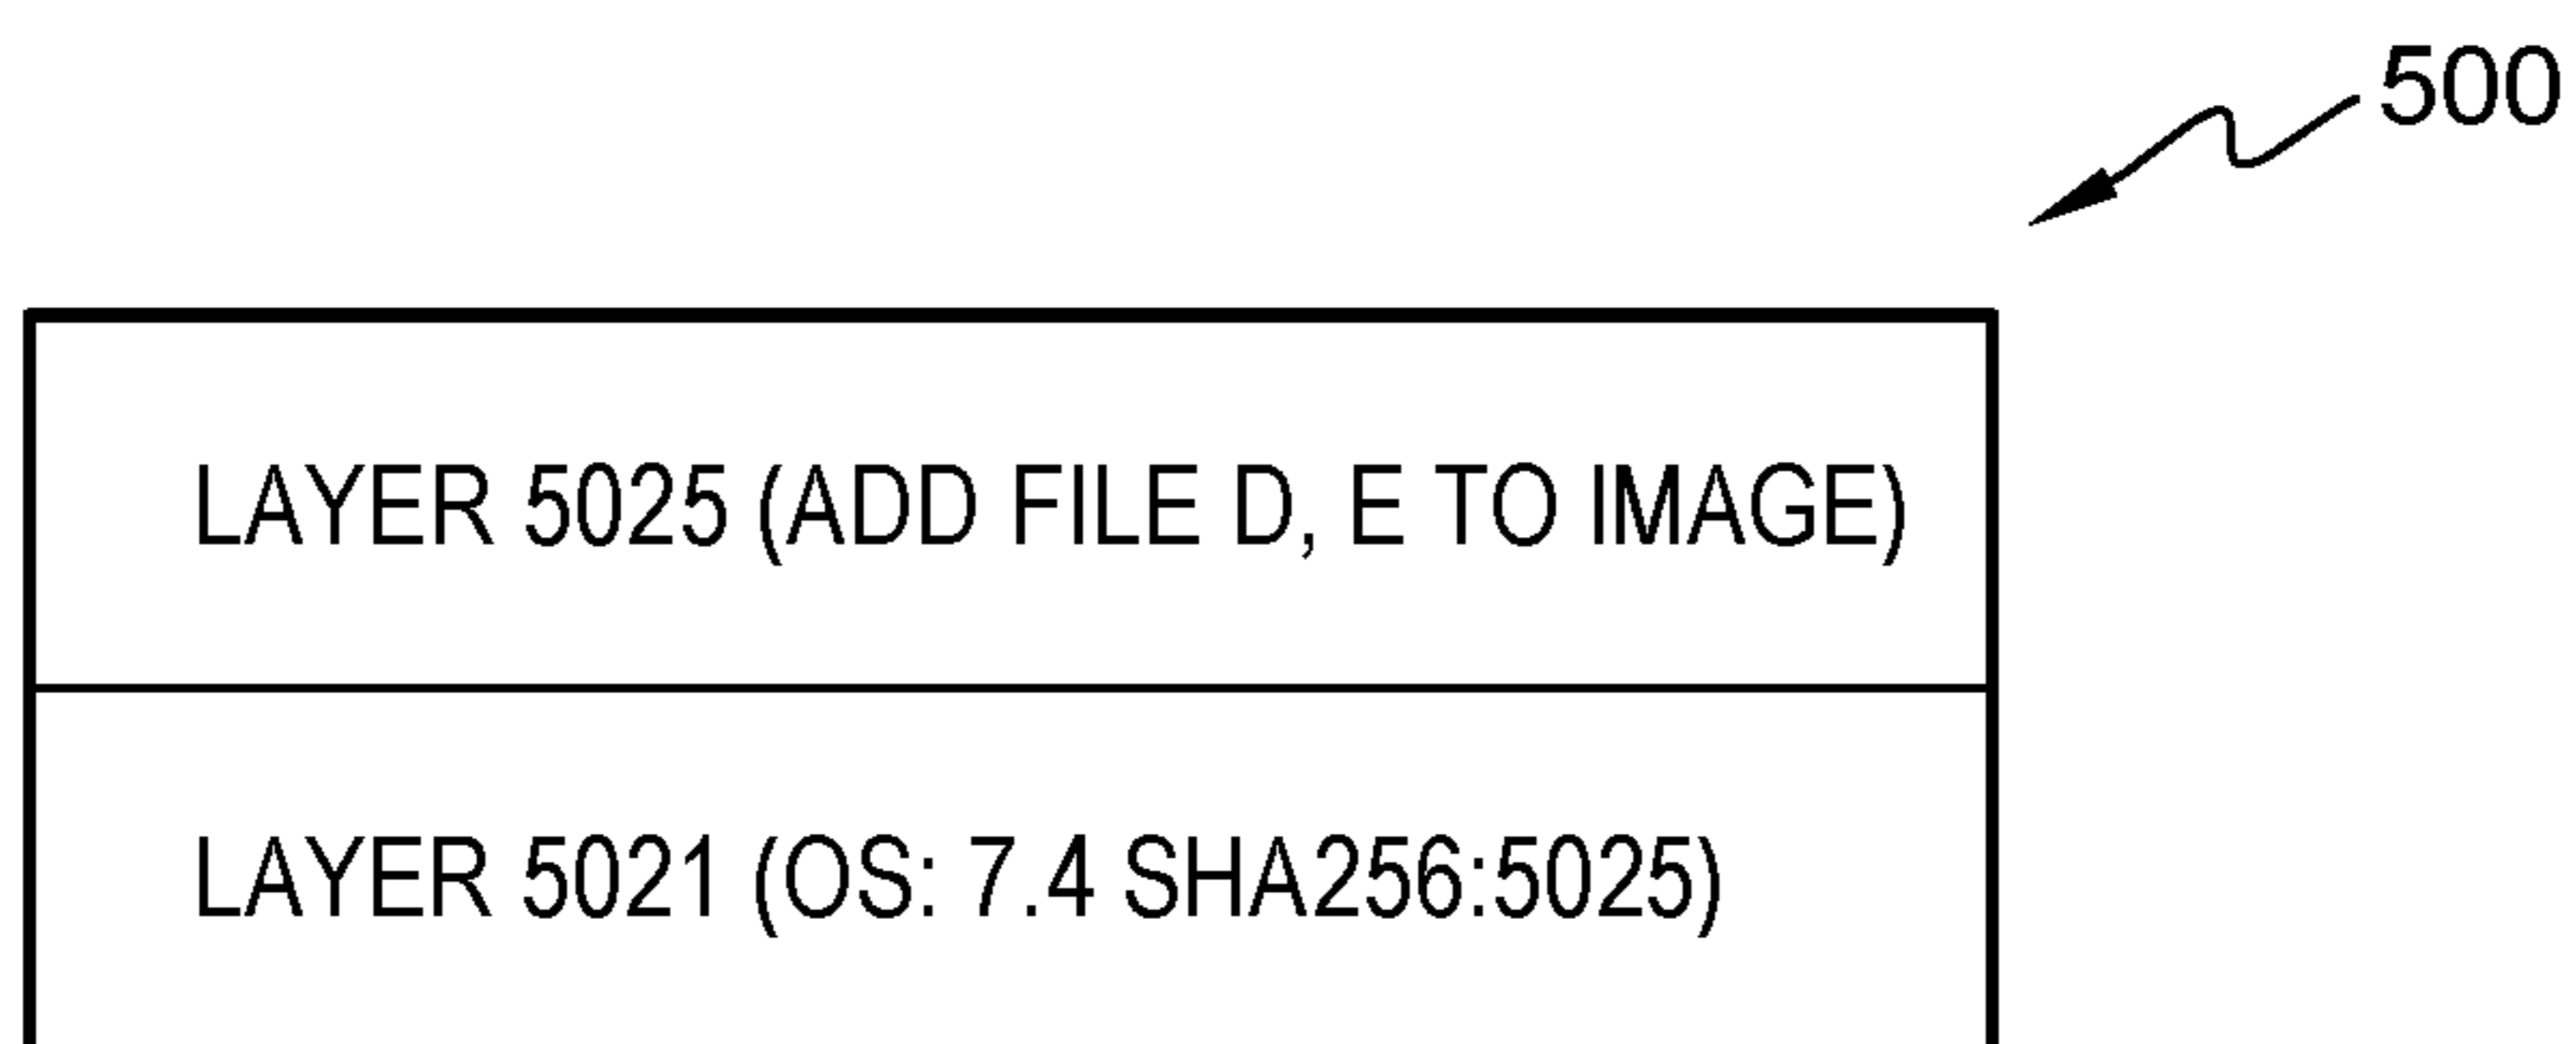 500
LAYER 5025 (ADD FILE D, E TO IMAGE)
LAYER 5021 (OS: 7.4 SHA256:5025)